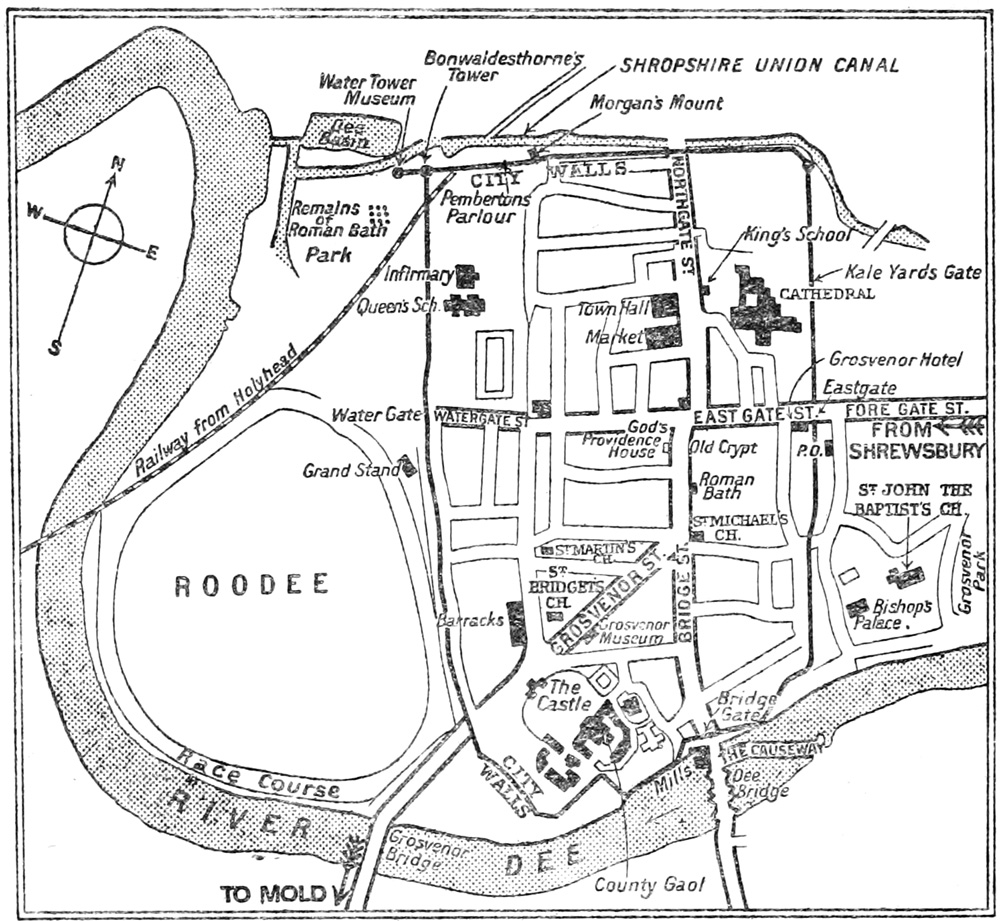 Bonwaldesthorne's
Tower
SHROPSHIRE UNION CANAL
Water Tower
Museum
Morgan's Mount
Dee
Basin
N
W
E
S
CITY
WALLS
Pembertons
Parlour
NORTHGATE ST.
Remains
of
Roman Bath
Park
King's School
Infirmary
Kale Yards Gate
Queen's Sch.
CATHEDRAL
Town Hall
Market
Grosvenor Hotel
Eastgate
Railway from Holyhead
Water Gate
WATERGATE ST
EAST GATE ST.
FORE GATE ST.
FROM
SHREWSBURY
God's
Providence
House
Old Crypt
P.O.
Grand Stand
Roman
Bath
ST JOHN THE
BAPTIST'S CH.
ST MICHAEL'S
CH.
ST MARTIN'S
CH.
ROODEE
ST
BRIDGET'S
CH.
GROSVENOR ST.
BRIDGE ST.
Grosvenor
Park
Barracks
Grosvenor
Museum
Bishop's
Palace.
The
Castle
Bridge
Gate
CITY
WALLS
THE CAUSEWAY
Mills
Dee
Bridge
Race Course
RIVER
DEE
Grosvenor
Bridge
TO MOLD
County Gaol